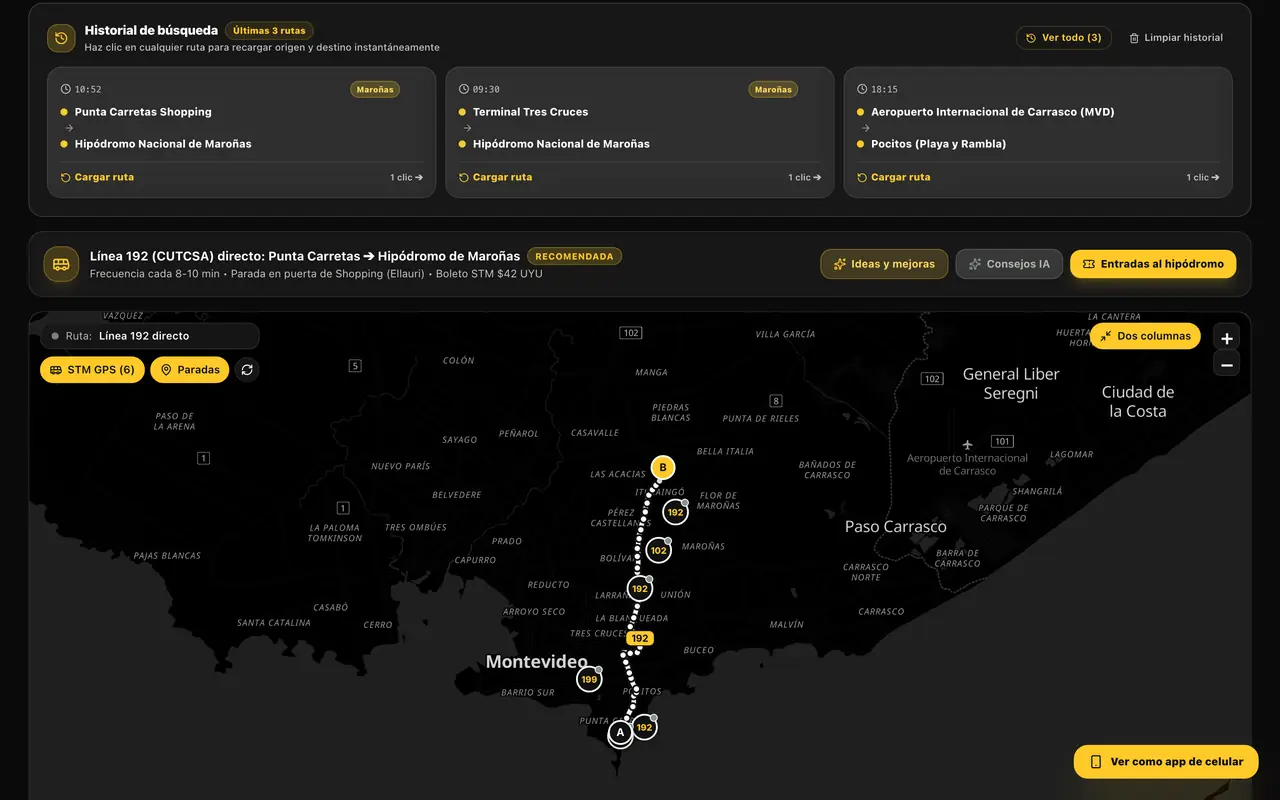 Historial de búsqueda
Últimas 3 rutas
Haz clic en cualquier ruta para recargar origen y destino instantáneamente
Ver todo (3)
Limpiar historial
10:52
Maroñas
Punta Carretas Shopping
Hipódromo Nacional de Maroñas
Cargar ruta
1 clic →
09:30
Maroñas
Terminal Tres Cruces
Hipódromo Nacional de Maroñas
Cargar ruta
1 clic →
18:15
Aeropuerto Internacional de Carrasco (MVD)
Pocitos (Playa y Rambla)
Cargar ruta
1 clic →
Línea 192 (CUTCSA) directo: Punta Carretas → Hipódromo de Maroñas
RECOMENDADA
Frecuencia cada 8-10 min • Parada en puerta de Shopping (Ellauri) • Boleto STM $42 UYU
Ideas y mejoras
Consejos IA
Entradas al hipódromo
VÁZQUEZ
LA CANTERA
Ruta: Línea 192 directo
102
VILLA GARCÍA
Dos columnas
+
STM GPS (6)
Paradas
5
COLÓN
MANGA
102
General Liber
Seregni
−
Ciudad de
la Costa
8
PIEDRAS
BLANCAS
PUNTA DE RIELES
PASO DE
LA ARENA
SAYAGO
PEÑAROL
CASAVALLE
101
1
NUEVO PARÍS
B
LAS ACACIAS
BELLA ITALIA
BAÑADOS DE
CARRASCO
Aeropuerto Internacional
de Carrasco
LAGOMAR
BELVEDERE
FLOR DE
MAROÑAS
SHANGRILÁ
1
LA PALOMA
TOMKINSON
TRES OMBÚES
PÉREZ
192
PARQUE DE
CARRASCO
Paso Carrasco
PAJAS BLANCAS
PRADO
CAPURRO
102
MAROÑAS
BARRA DE
CARRASCO
CARRASCO
NORTE
REDUCTO
192
UNIÓN
CASABÓ
ARROYO SECO
CARRASCO
SANTA CATALINA
CERRO
TRES CRUCES
192
MALVÍN
BUCEO
Montevideo
199
BARRIO SUR
A
192
Ver como app de celular